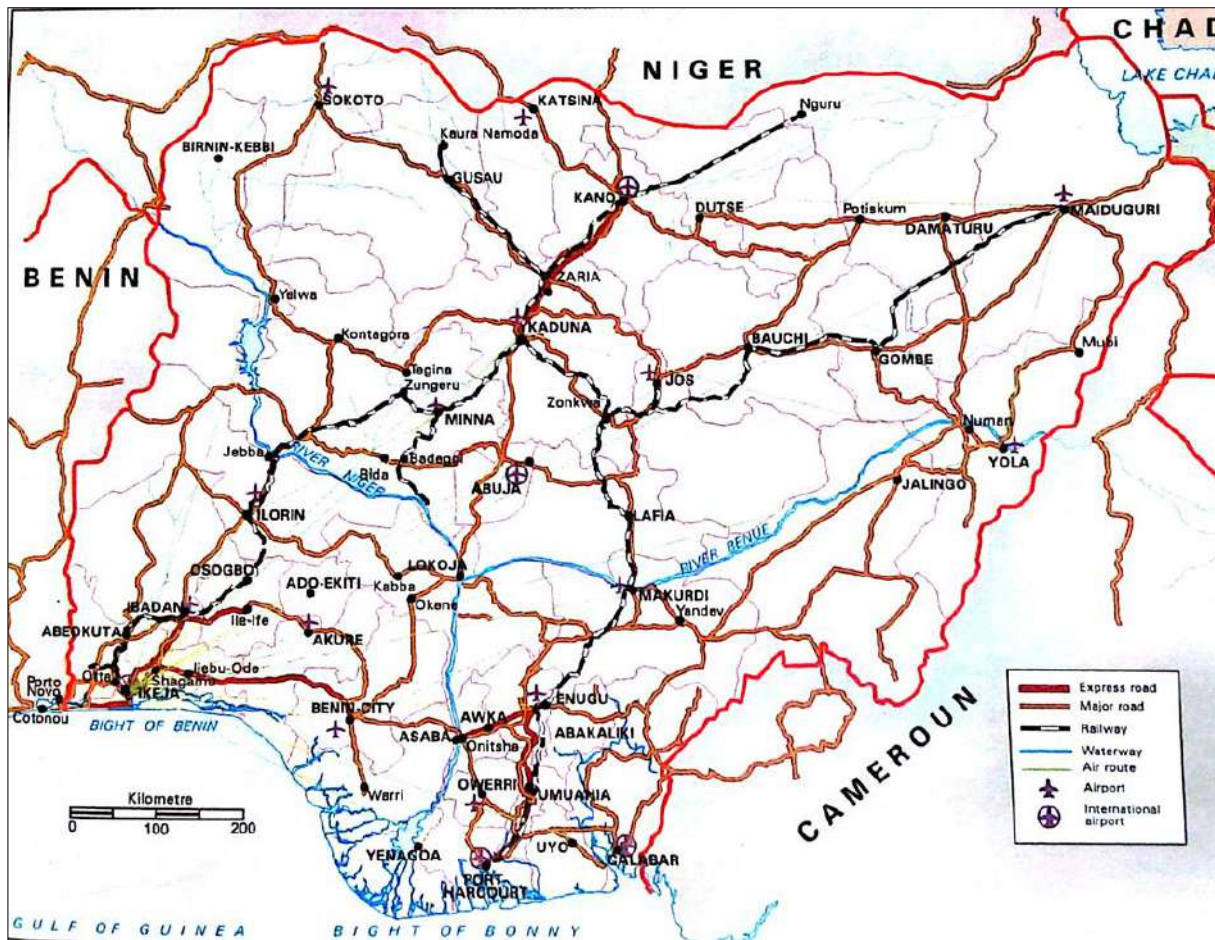 CHAD
NIGER
LAKE CHAD
SOKOTO
KATSINA
Nguru
Kaura Namoda
BIRNIN-KEBBI
GUSAU
KANO
DUTSE
Potiskum
DAMATURU
MAIDUGURI
BENIN
ZARIA
Yelwa
Kontagora
KADUNA
BAUCHI
GOMBE
Mubi
Tegina
Zungeru
JOS
MINNA
Zonkwa
Numan
Jebba
RIVER NIGER
Bida
Badeggi
ABUJA
YOLA
JALINGO
ILORIN
LAFIA
RIVER BENUE
OSOGBO
ADO-EKITI
LOKOJA
Kabba
MAKURDI
Okene
Yandev
IBADAN
Ile-Ife
ABEOKUTA
AKURE
Ijebu-Ode
Otta
Shagamu
Porto
Novo
IKEJA
Cotonou
BIGHT OF BENIN
BENIN-CITY
ENUGU
AWKA
ASABA
Onitsha
ABAKALIKI
OWERRI
UMUAHIA
Warri
CAMEROUN
Kilometre
0 100 200
YENAGOA
UYO
CALABAR
PORT-
HARCOURT
GULF OF GUINEA
BIGHT OF BONNY
Express road
Major road
Railway
Waterway
Air route
Airport
International
airport